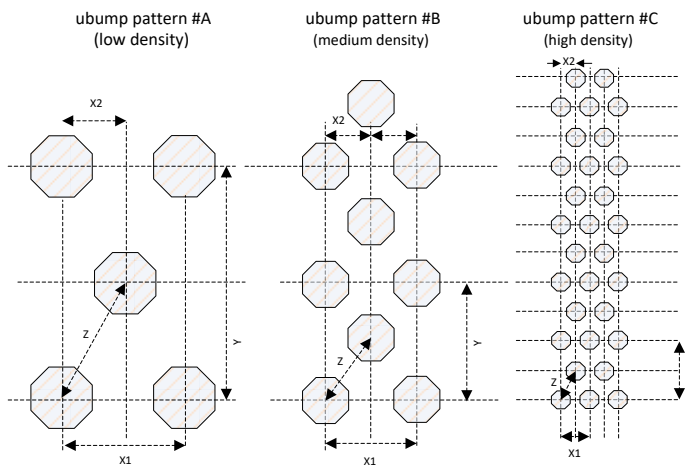 ubump pattern #A
(low density)
ubump pattern #B
(medium density)
ubump pattern #C
(high density)
X2
X2
X2
Z
Y
Z
Y
Z
X1
X1
X1